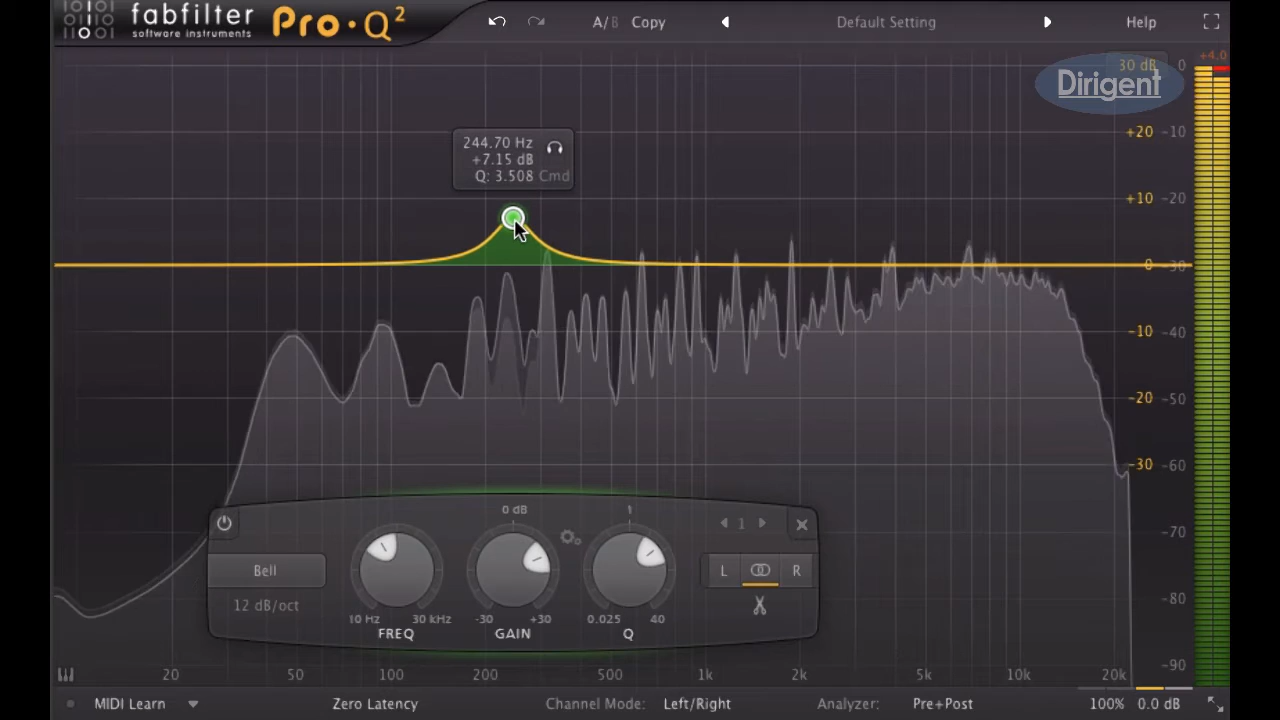 fabfilter
software instruments
Pro·Q²
A/B Copy
Default Setting
Help
+4.0
30 dB
0
Dirigent
+20
-10
244.70 Hz
+7.15 dB
Q: 3.508 Cmd
+10
-20
0
-30
-10
-40
-20
-50
-30
-60
0 dB
1
1
-70
Bell
L
R
12 dB/oct
-80
10 Hz
30 kHz
-30
+30
0.025
40
FREQ
GAIN
Q
-90
20
50
100
200
500
1k
2k
5k
10k
20k
MIDI Learn
Zero Latency
Channel Mode:
Left/Right
Analyzer:
Pre+Post
100%
0.0 dB